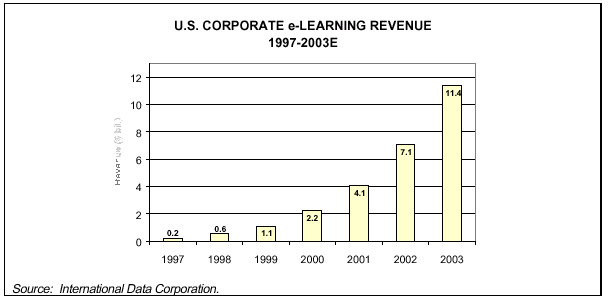 U.S. CORPORATE e-LEARNING REVENUE
1997-2003E
12
10
8
6
4
2
0
Revenue
0.2
0.6
1.1
2.2
4.1
7.1
11.4
1997 1998 1999 2000 2001 2002 2003
Source: International Data Corporation.